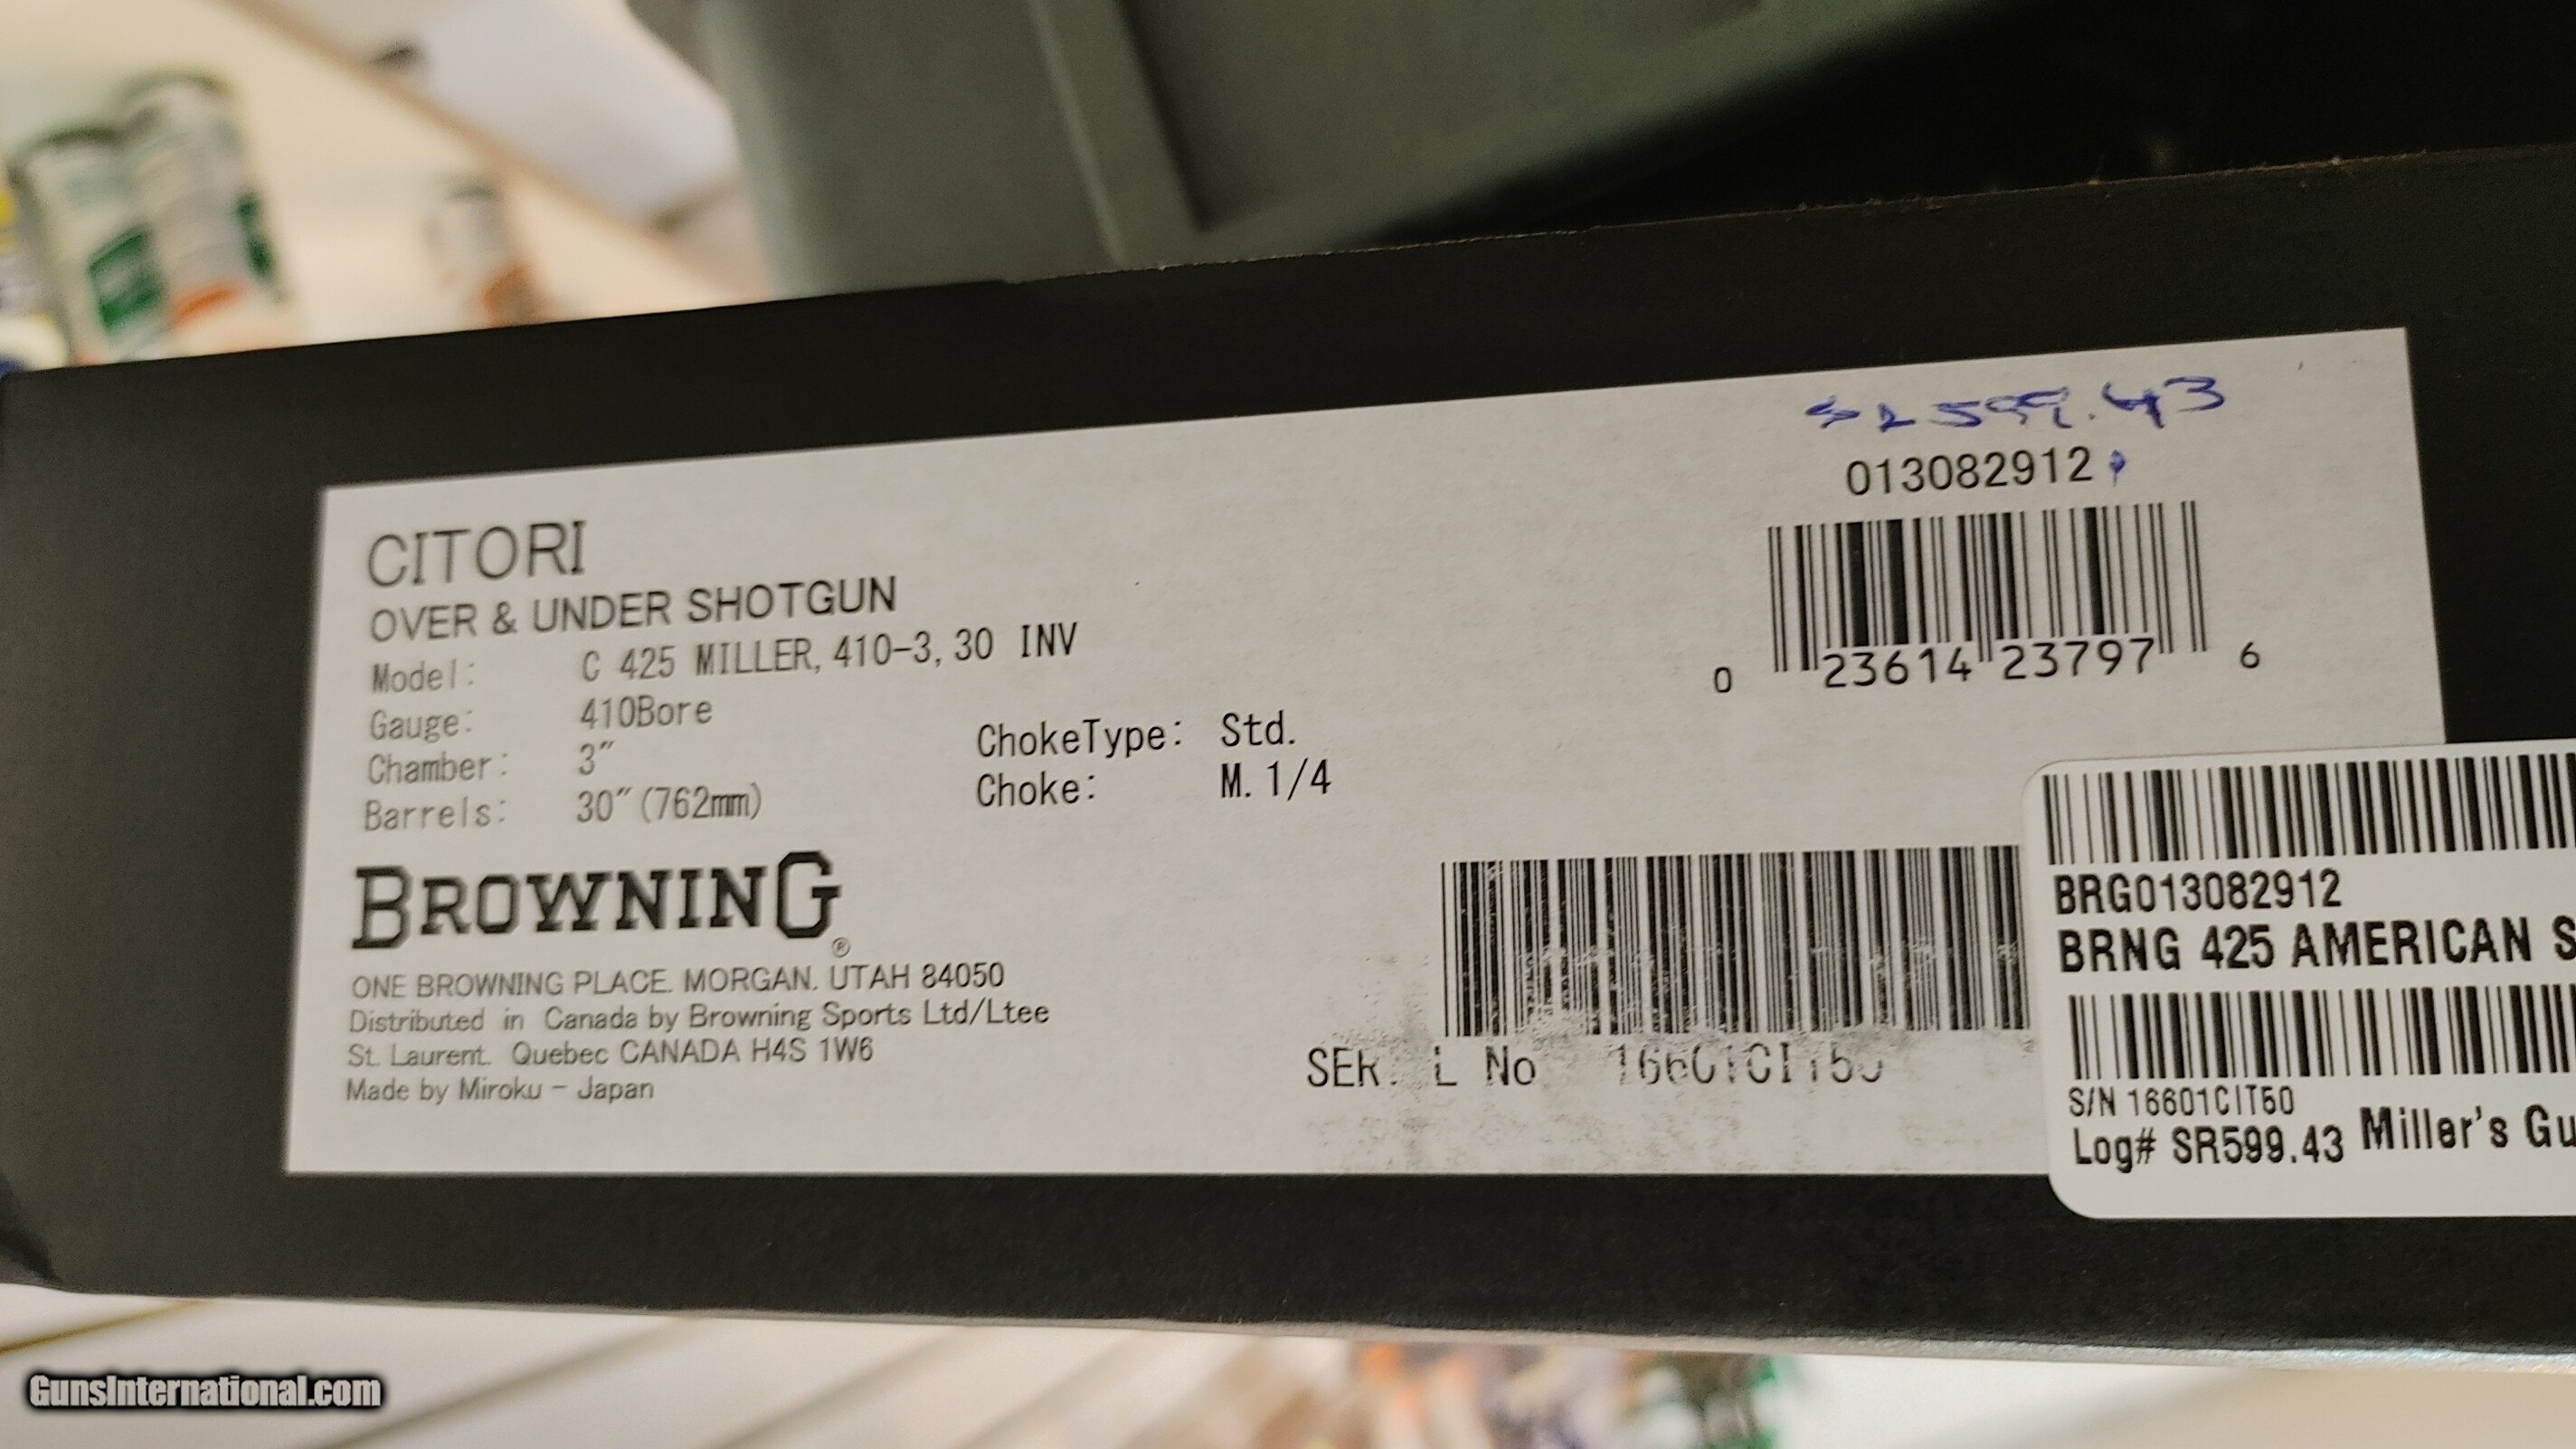 S2599.43
013082912
0 23614 23797 6
CITORI
OVER & UNDER SHOTGUN
Model: C 425 MILLER, 410-3, 30 INV
Gauge: 410Bore
Chamber: 3"
Barrels: 30"(762mm)
ChokeType: Std.
Choke: M. 1/4
BROWNING®
ONE BROWNING PLACE. MORGAN. UTAH 84050
Distributed in Canada by Browning Sports Ltd/Ltee
St. Laurent. Quebec CANADA H4S 1W6
Made by Miroku - Japan
No
BRG013082912
BRNG 425 AMERICAN S
S/N 16601CIT50
Log# SR599.43 Miller's Gu
GunsInternational.com